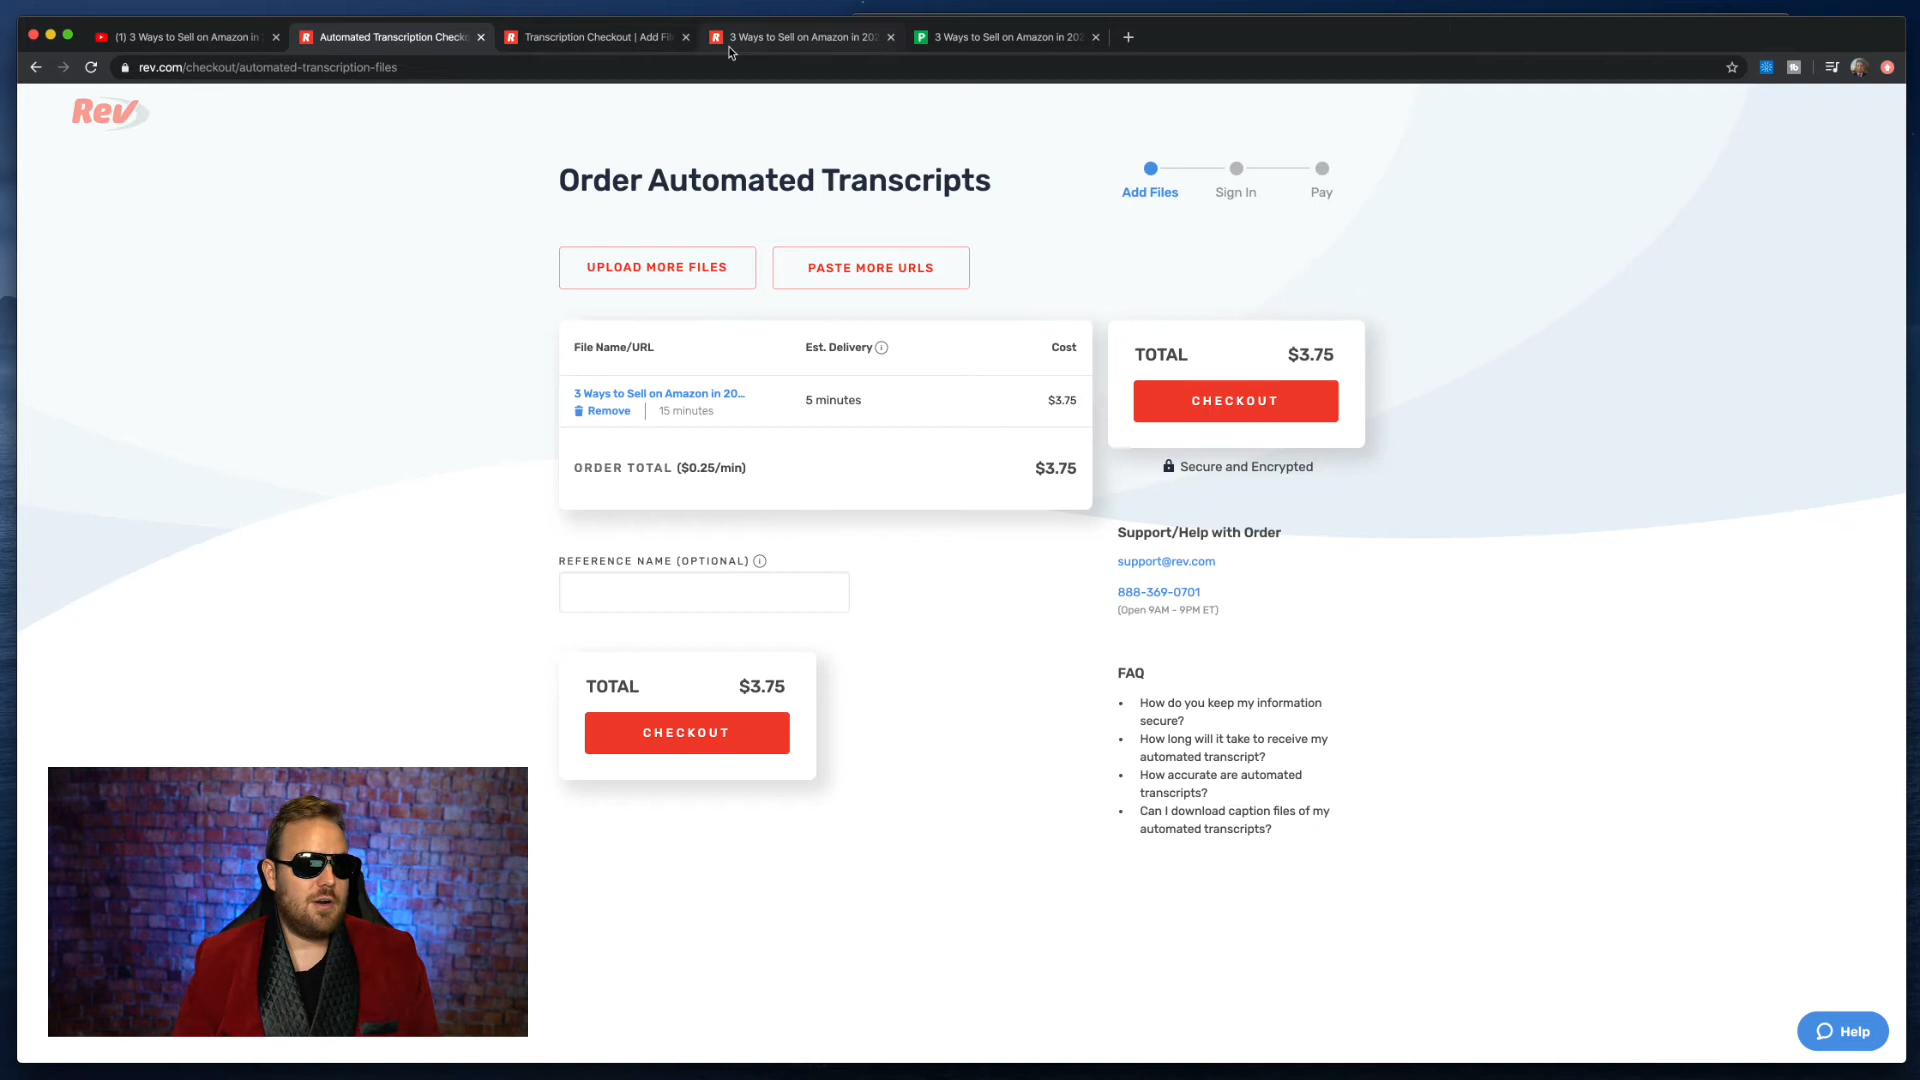 (1) 3 Ways to Sell on Amazon in
Automated Transcription Checko
Transcription Checkout | Add Fil
3 Ways to Sell on Amazon in 202
3 Ways to Sell on Amazon in 202
rev.com/checkout/automated-transcription-files
Rev
Order Automated Transcripts
Add Files
Sign In
Pay
UPLOAD MORE FILES
PASTE MORE URLS
File Name/URL
Est. Delivery
Cost
3 Ways to Sell on Amazon in 20...
5 minutes
$3.75
Remove
15 minutes
ORDER TOTAL ($0.25/min)
$3.75
TOTAL
$3.75
CHECKOUT
Secure and Encrypted
REFERENCE NAME (OPTIONAL)
TOTAL
$3.75
CHECKOUT
Support/Help with Order
support@rev.com
888-369-0701
(Open 9AM - 9PM ET)
FAQ
• How do you keep my information
secure?
• How long will it take to receive my
automated transcript?
• How accurate are automated
transcripts?
• Can I download caption files of my
automated transcripts?
Help